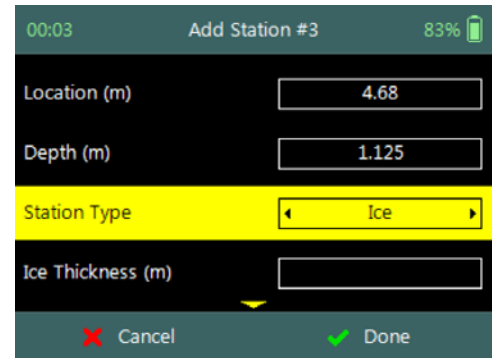 00:03 Add Station #3 83%
Location (m) 4.68
Depth (m) 1.125
Station Type Ice
Ice Thickness (m)
Cancel Done